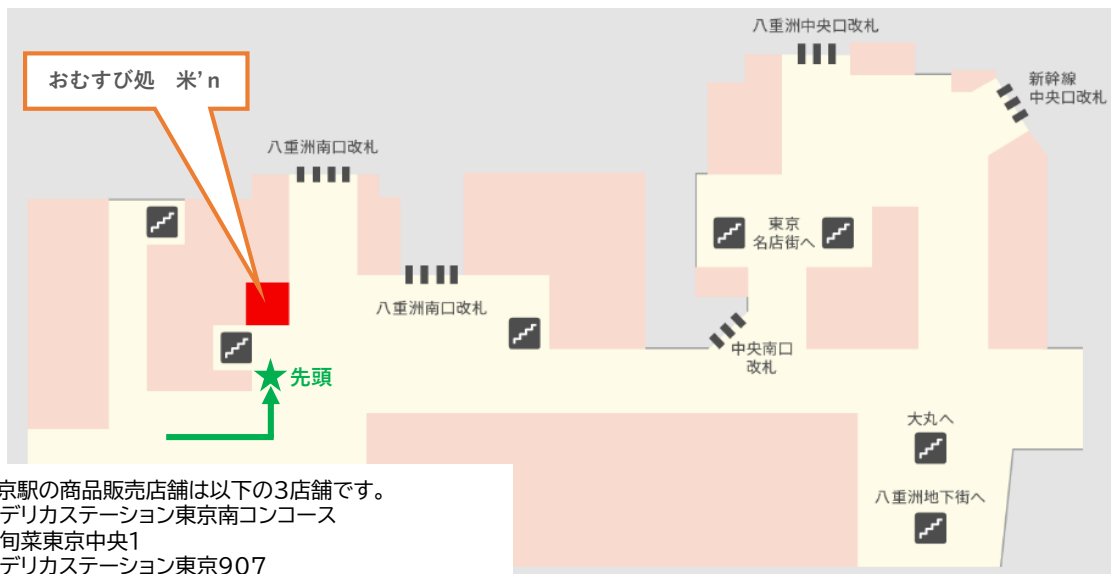 八重洲中央口改札
おむすび処　米’n
新幹線
中央口改札
八重洲南口改札
東京
名店街へ
八重洲南口改札
中央南口
改札
先頭
大丸へ
八重洲地下街へ
京駅の商品販売店舗は以下の3店舗です。
デリカステーション東京南コンコース
旬菜東京中央1
デリカステーション東京907